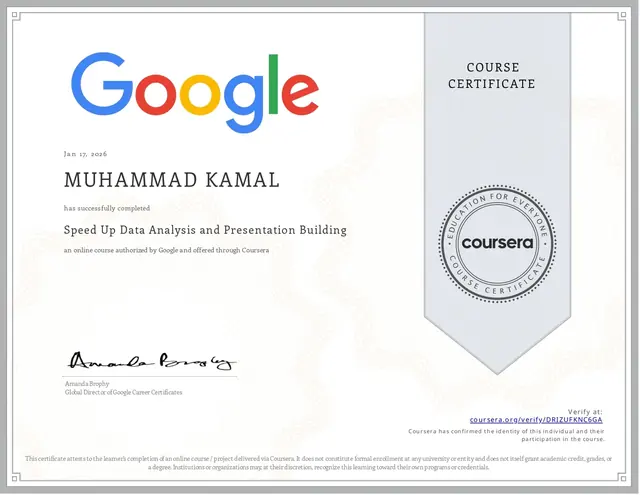 Google
COURSE
CERTIFICATE
Jan 17, 2026
MUHAMMAD KAMAL
has successfully completed
Speed Up Data Analysis and Presentation Building
an online course authorized by Google and offered through Coursera
EDUCATION FOR EVERYONE
coursera
COURSE CERTIFICATE
Amanda Brophy
Amanda Brophy
Global Director of Google Career Certificates
Verify at:
coursera.org/verify/DRIZUFKNC6GA
Coursera has confirmed the identity of this individual and their
participation in the course.
This certificate attests to the learner's completion of an online course / project delivered via Coursera. It does not constitute formal enrollment at any university or entity and does not itself grant academic credit, grades, or
a degree. Institutions or organizations may, at their discretion, recognize this learning toward their own programs or credentials.